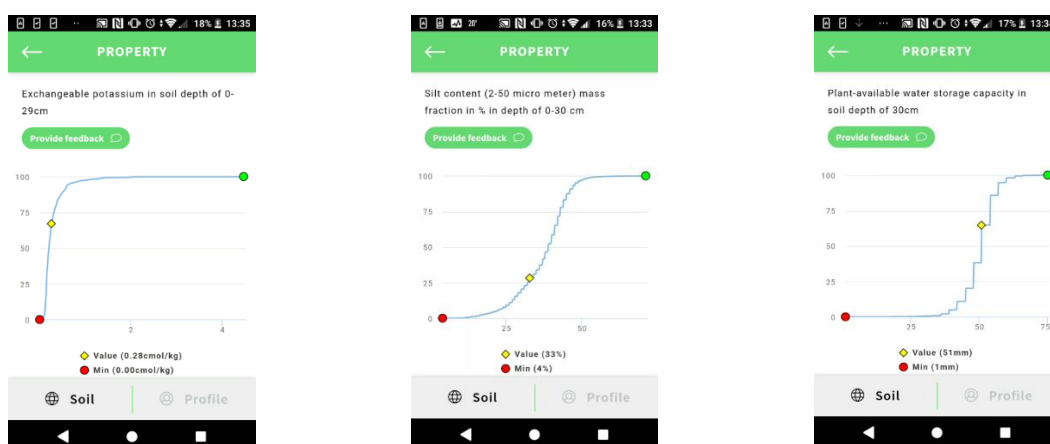 18% 13:35
PROPERTY
Exchangeable potassium in soil depth of 0-
29cm
Provide feedback
100
75
50
25
0
2
4
Value (0.28cmol/kg)
Min (0.00cmol/kg)
Soil
Profile
20°
16% 13:33
PROPERTY
Silt content (2-50 micro meter) mass
fraction in % in depth of 0-30 cm
Provide feedback
100
75
50
25
0
25
50
Value (33%)
Min (4%)
Soil
Profile
17% 13:3
PROPERTY
Plant-available water storage capacity in
soil depth of 30cm
Provide feedback
100
75
50
25
0
25
50
75
Value (51mm)
Min (1mm)
Soil
Profile